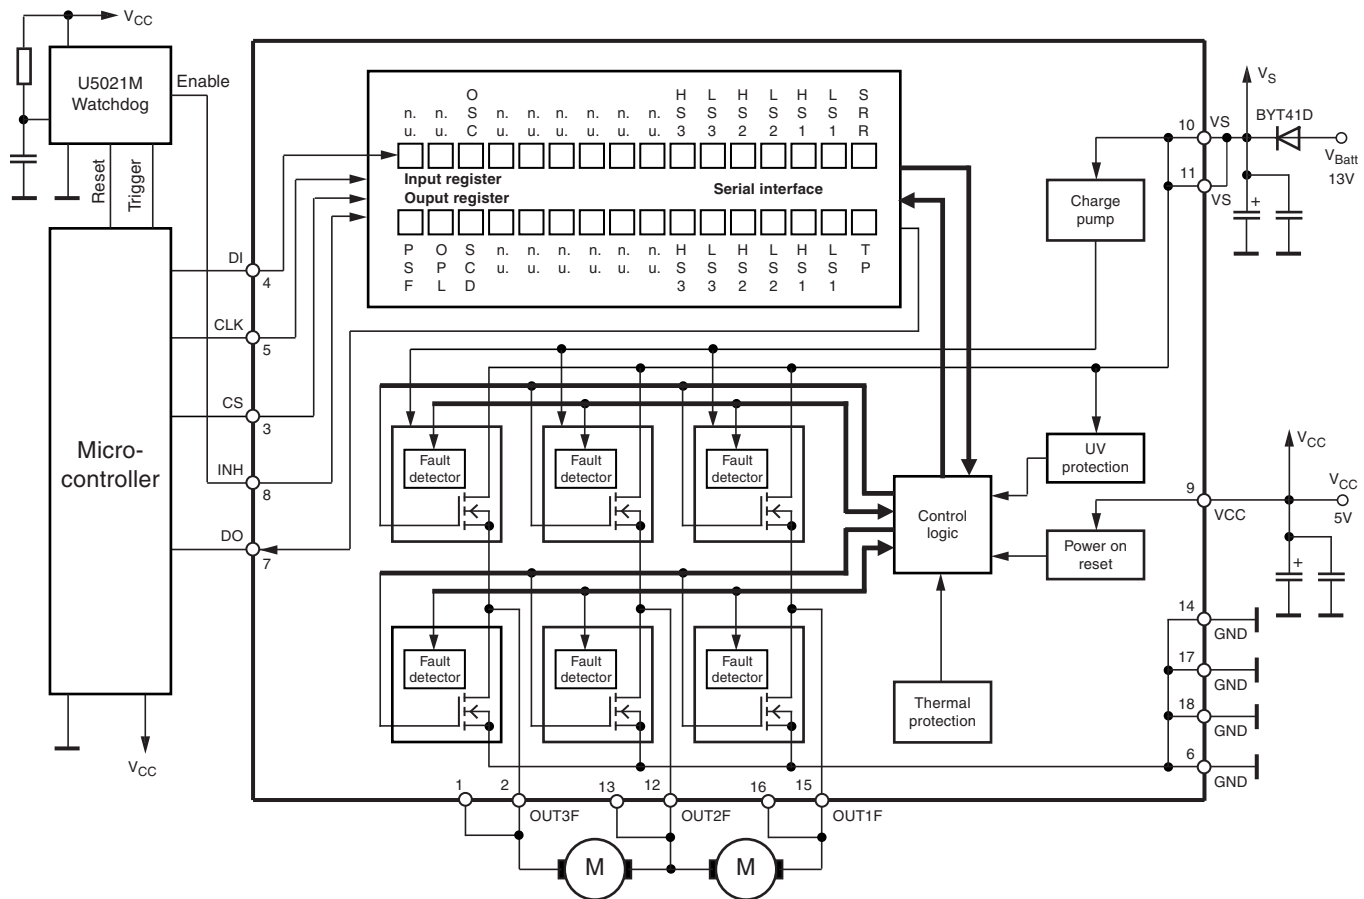 VCC
U5021M
Watchdog
Enable
Reset
Trigger
Micro-
controller
VCC
DI
4
CLK
5
CS
3
INH
8
DO
7
n. u.
n. u.
O S C
n. u.
n. u.
n. u.
n. u.
n. u.
n. u.
H S 3
L S 3
H S 2
L S 2
H S 1
L S 1
S R R
Input register
Ouput register
Serial interface
P S F
O P L
S C D
n. u.
n. u.
n. u.
n. u.
n. u.
n. u.
H S 3
L S 3
H S 2
L S 2
H S 1
L S 1
T P
Charge
pump
VS
10
VS
BYT41D
VBatt
13V
11
VS
+
Fault
detector
Fault
detector
Fault
detector
Control
logic
UV
protection
Power on
reset
VCC
9
VCC
VCC
5V
+
Fault
detector
Fault
detector
Fault
detector
Thermal
protection
14
GND
17
GND
18
GND
6
GND
1
2
OUT3F
13
12
OUT2F
16
15
OUT1F
M
M